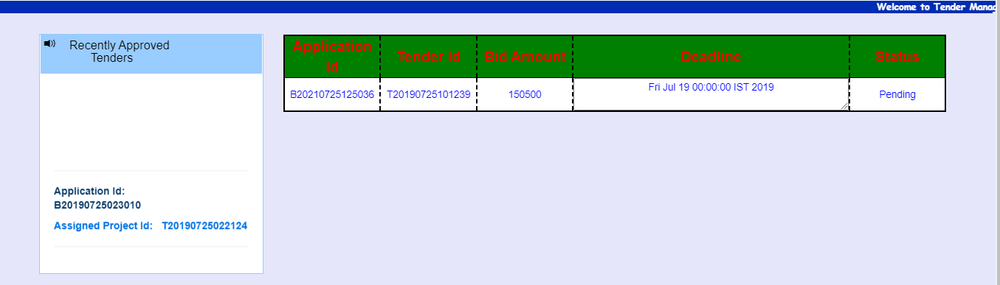 Welcome to Tender Manag
Recently Approved
Tenders
Application Id:
B20190725023010
Assigned Project Id: T20190725022124
Application Id Tender Id Bid Amount Deadline Status
B20210725125036 T20190725101239 150500 Fri Jul 19 00:00:00 IST 2019 Pending